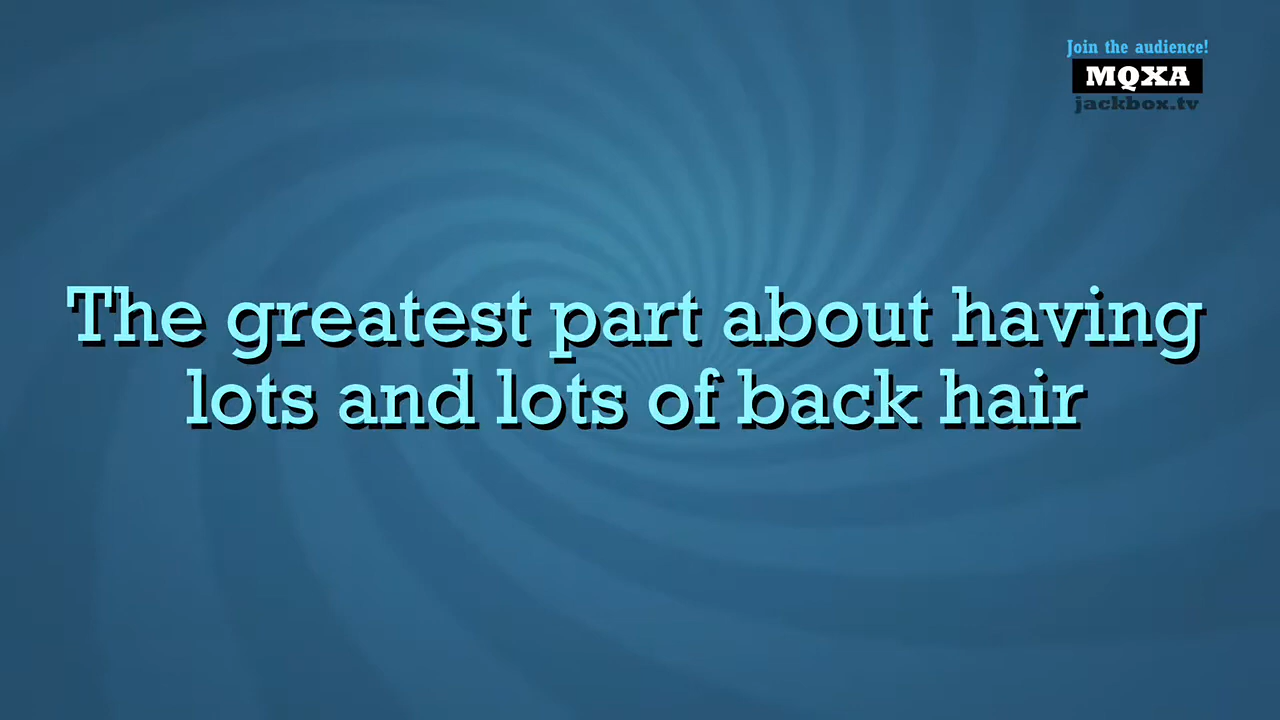 Join the audience!
MQXA
jackbox.tv
The greatest part about having
lots and lots of back hair